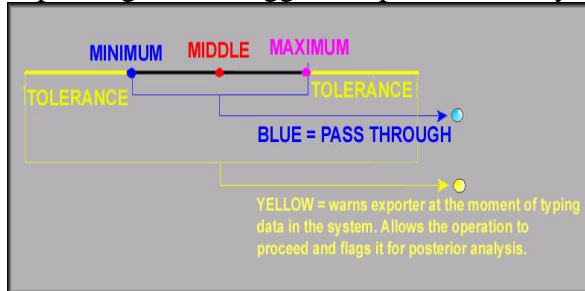 MINIMUM MIDDLE MAXIMUM
TOLERANCE TOLERANCE
BLUE = PASS THROUGH
YELLOW = warns exporter at the moment of typing
data in the system. Allows the operation to
proceed and flags it for posterior analysis.